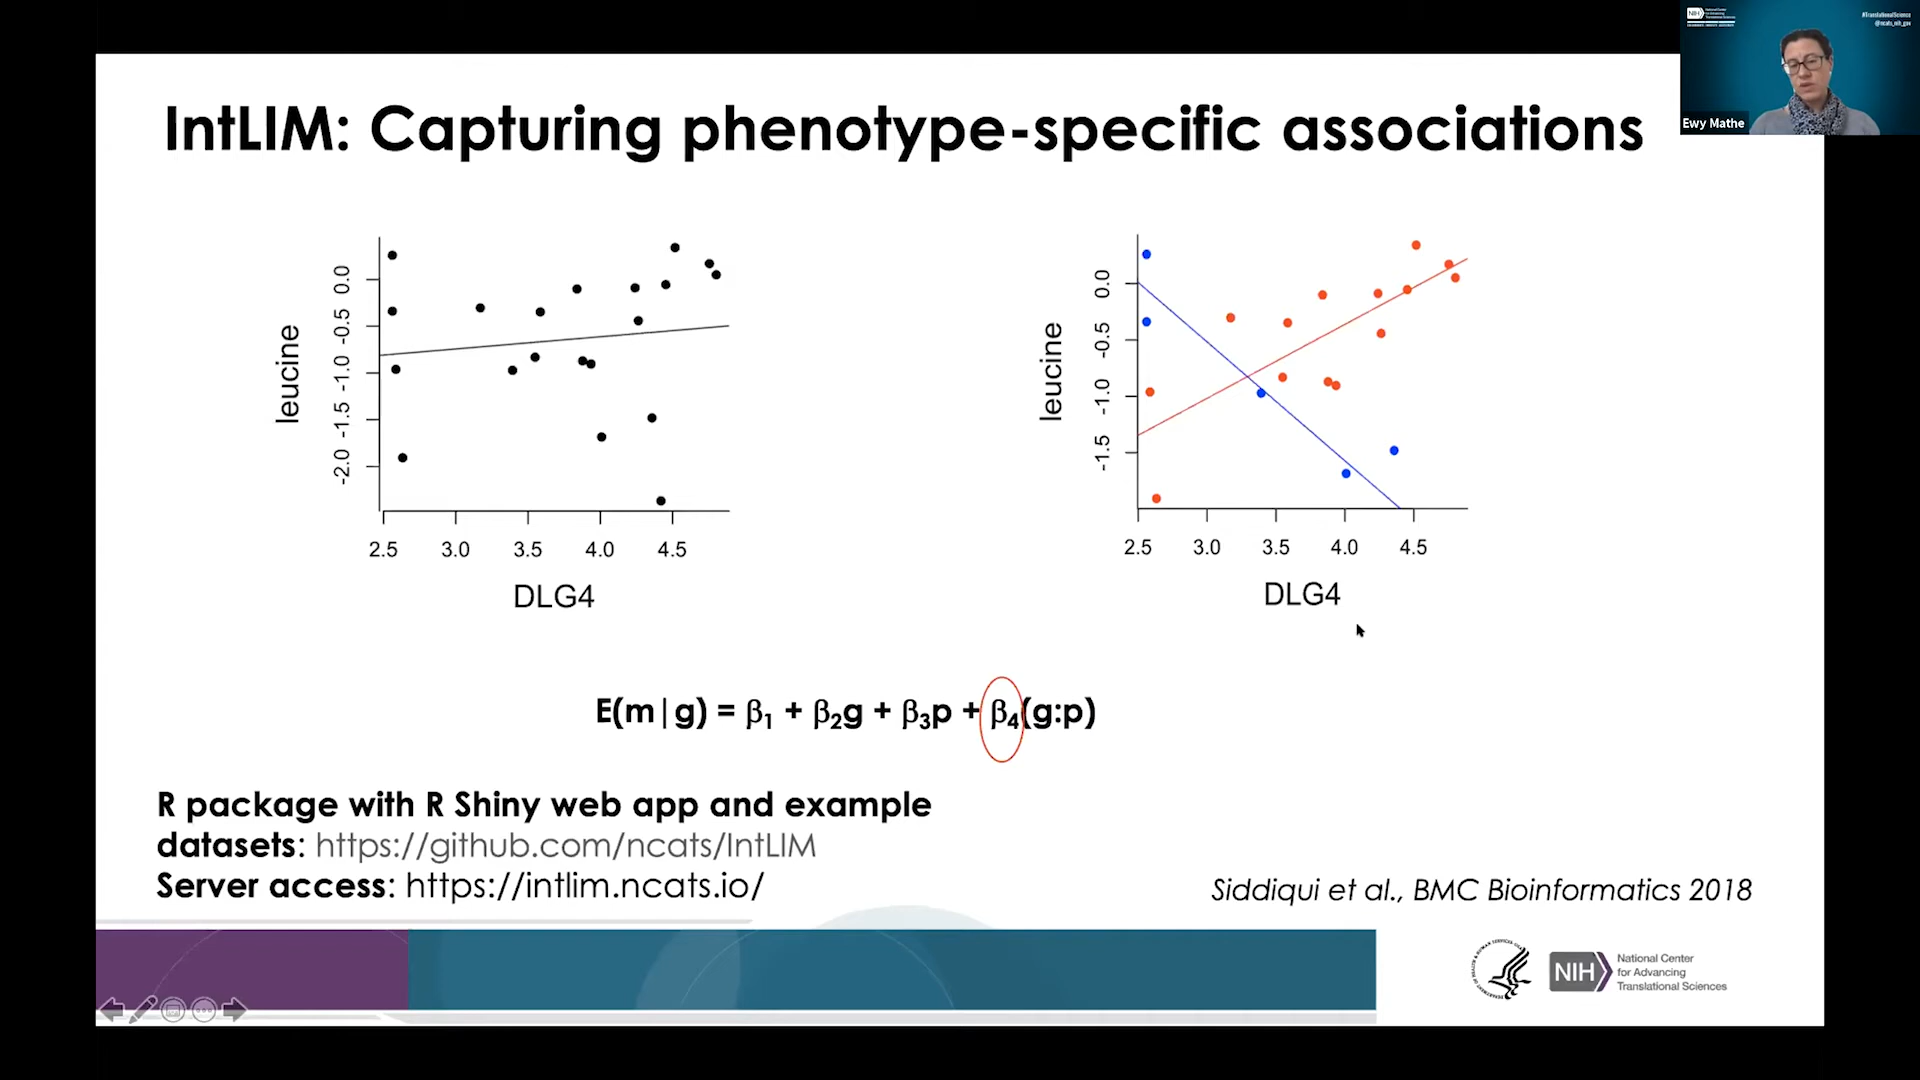 NIH
National Center
for Advancing
Translational Sciences
#TranslationalScience
@ncats_nih_gov
Ewy Mathe
IntLIM: Capturing phenotype-specific associations
leucine
0.0
-0.5
-1.0
-1.5
-2.0
2.5 3.0 3.5 4.0 4.5
DLG4
leucine
0.0
-0.5
-1.0
-1.5
2.5 3.0 3.5 4.0 4.5
DLG4
E(m|g) = β1 + β2g + β3p + β4(g:p)
R package with R Shiny web app and example
datasets: https://github.com/ncats/IntLIM
Server access: https://intlim.ncats.io/
Siddiqui et al., BMC Bioinformatics 2018
NIH
National Center
for Advancing
Translational Sciences